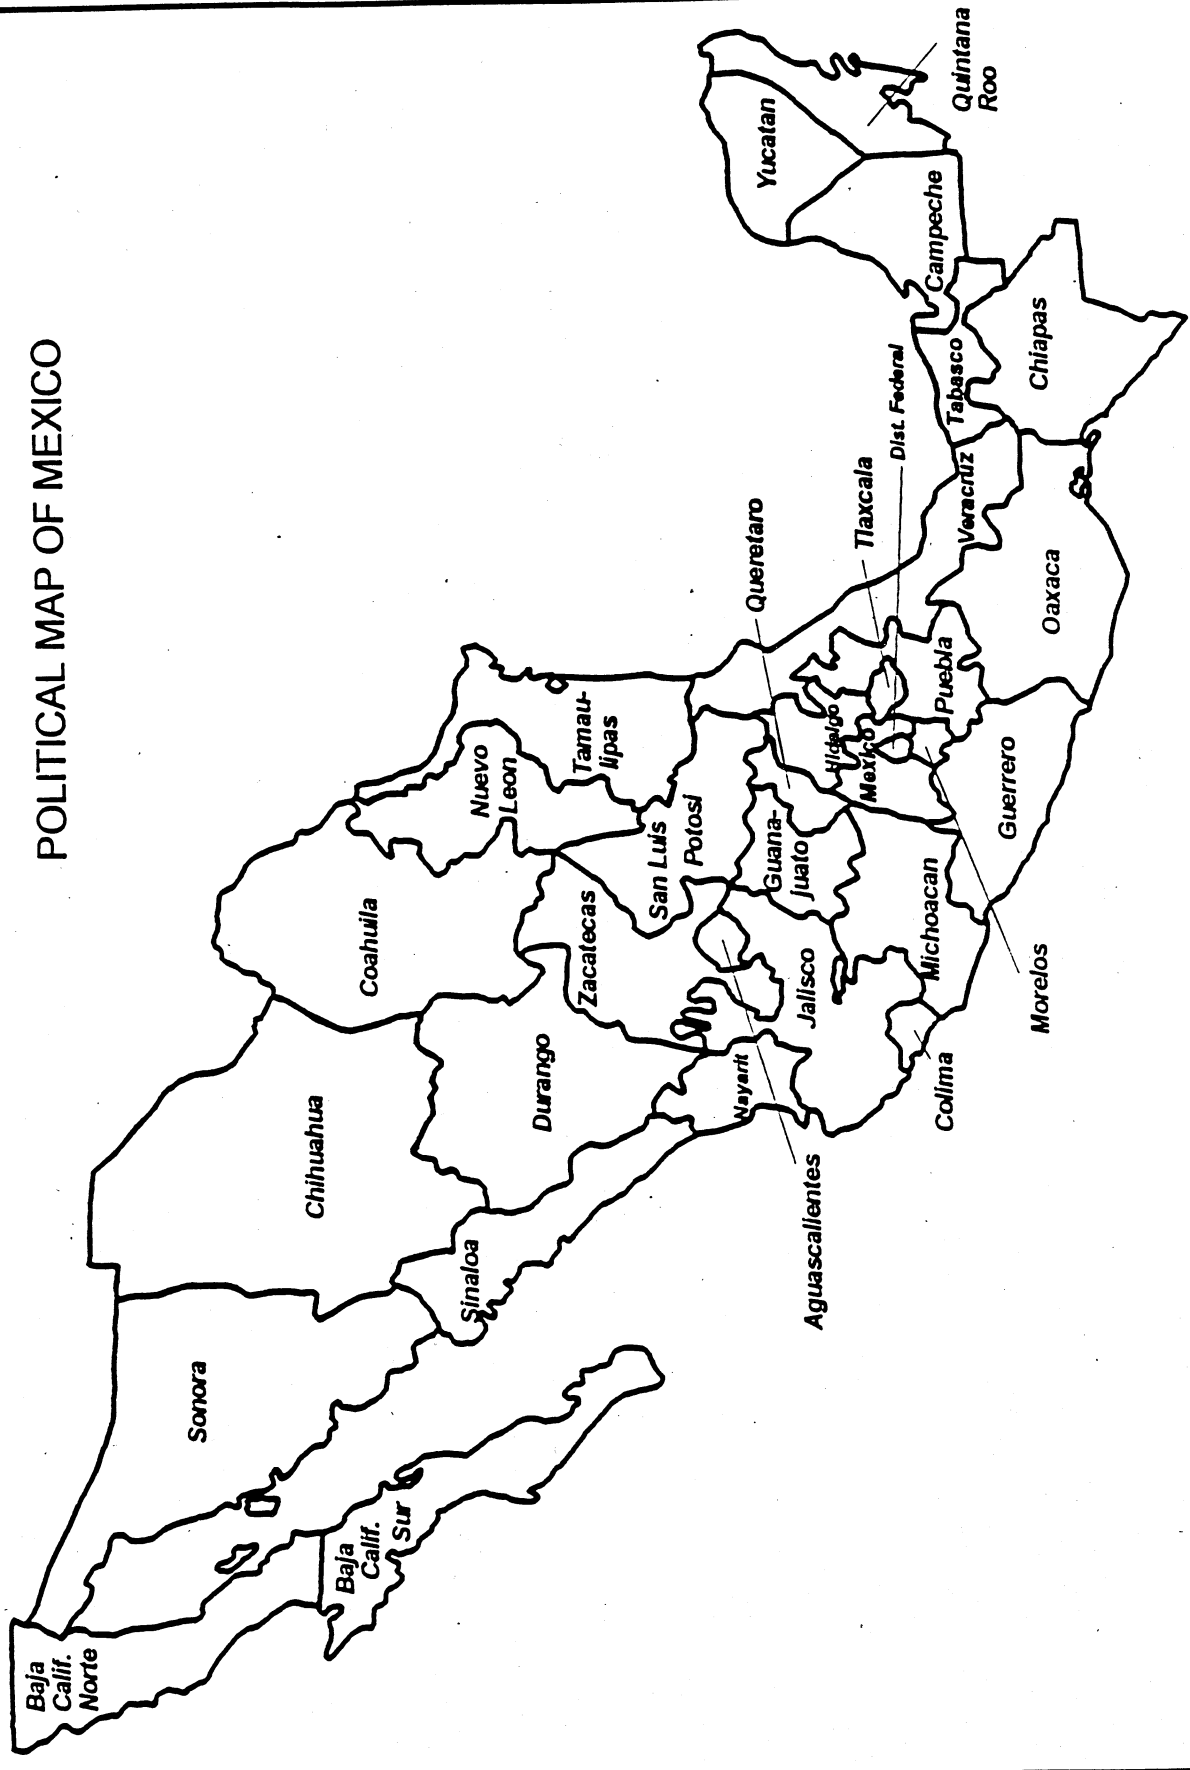 POLITICAL MAP OF MEXICO
Baja
Calif.
Norte
Sonora
Chihuahua
Coahuila
Baja
Calif.
Sur
Sinaloa
Durango
Nuevo
Leon
Tamau-
lipas
Zacatecas
San Luis
Potosi
Nayarit
Aguascalientes
Jalisco
Guana-
juato
Queretaro
Hidalgo
Mexico
Tlaxcala
Dist. Federal
Puebla
Veracruz
Colima
Michoacan
Morelos
Guerrero
Oaxaca
Tabasco
Chiapas
Campeche
Yucatan
Quintana
Roo